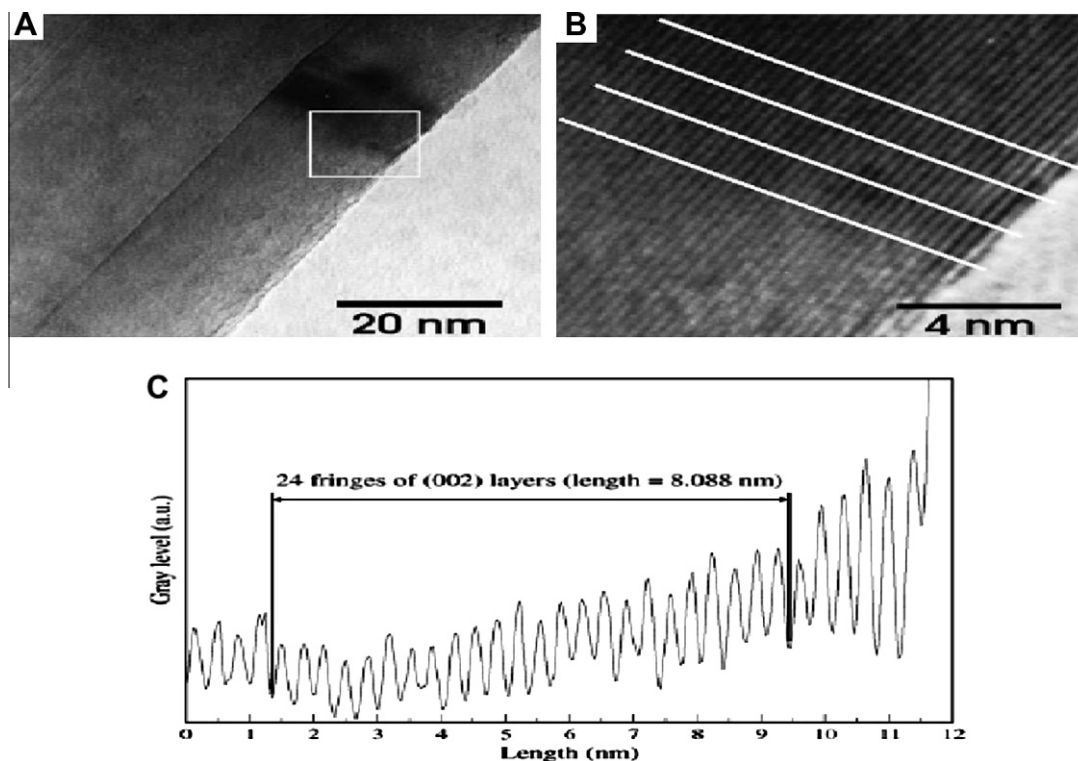 A
B
20 nm
4 nm
C
24 fringes of (002) layers (length = 8.088 nm)
Gray level (a.u.)
0 1 2 3 4 5 6 7 8 9 10 11 12
Length (nm)